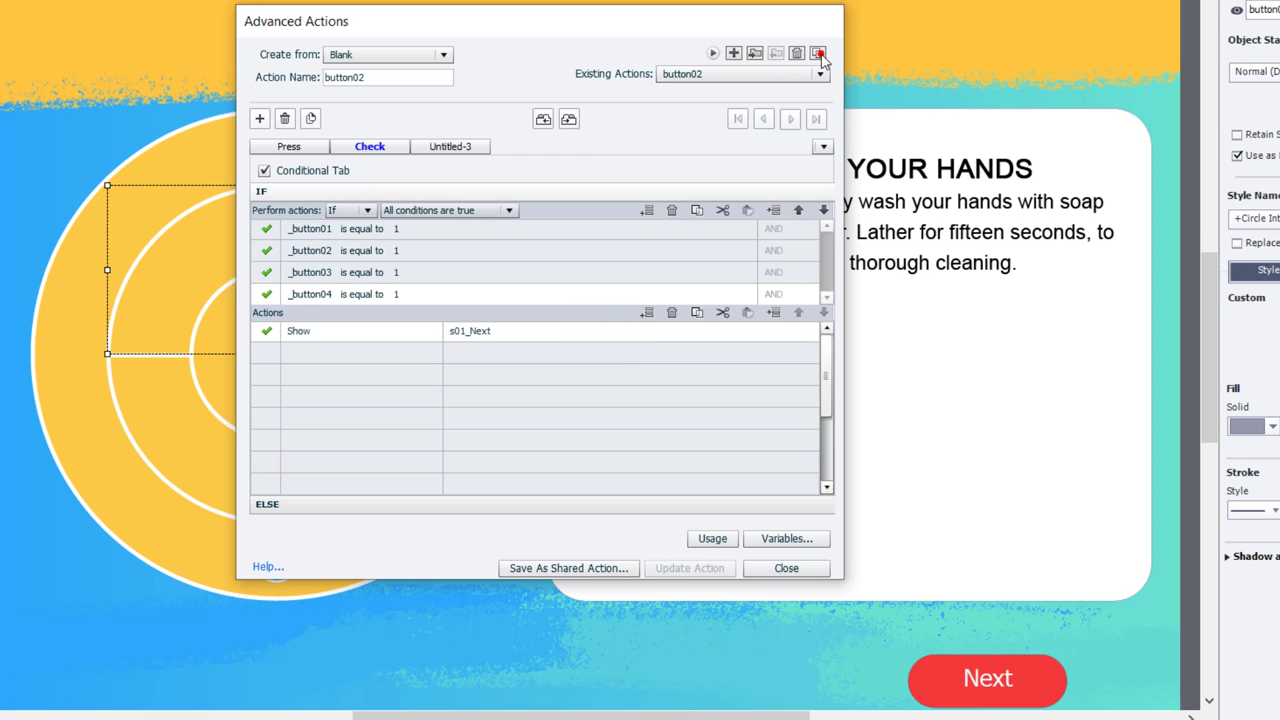 Advanced Actions
Create from: Blank
Action Name: button02
Existing Actions: button02
Press Check Untitled-3
Conditional Tab
IF
Perform actions: If All conditions are true
_button01 is equal to 1 AND
_button02 is equal to 1 AND
_button03 is equal to 1 AND
_button04 is equal to 1 AND
Actions
Show s01_Next
ELSE
Usage Variables...
Help... Save As Shared Action... Update Action Close
YOUR HANDS
y wash your hands with soap
r. Lather for fifteen seconds, to
thorough cleaning.
Next
button0
Object Sta
Normal (D
Retain S
Use as
Style Name
+Circle Int
Replace
Style
Custom
Fill
Solid
Stroke
Style
Shadow a